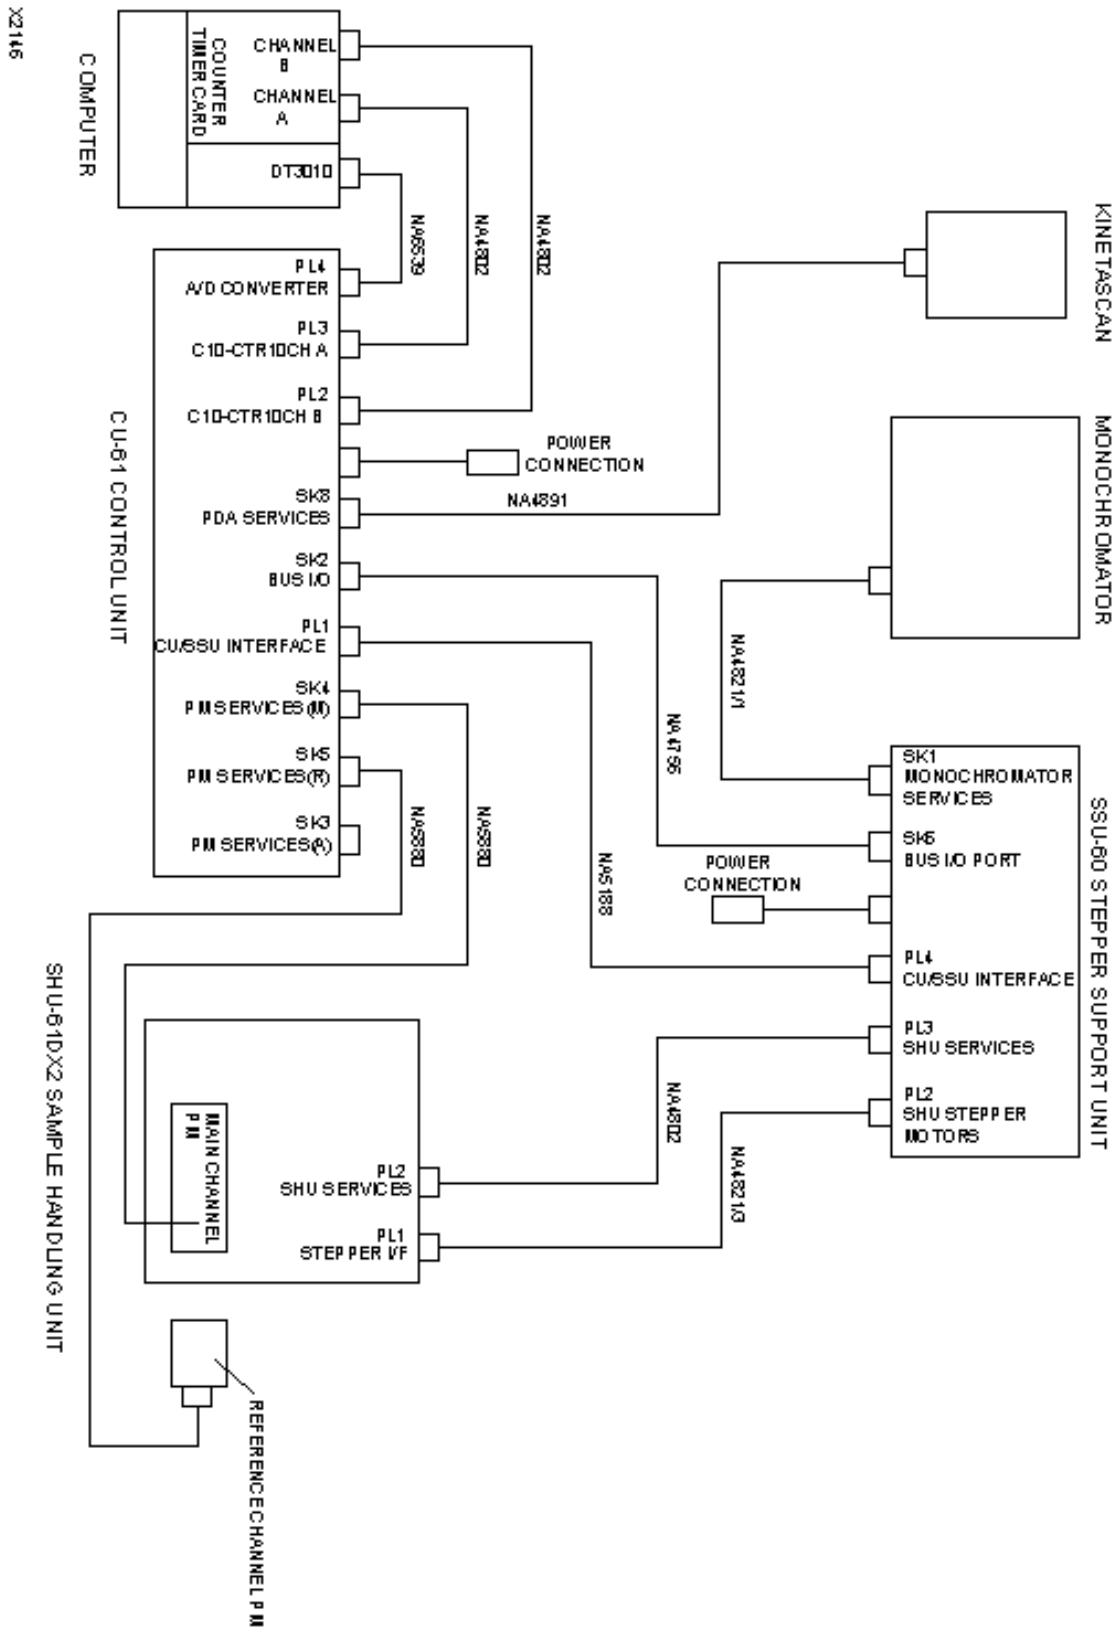 X2146
COMPUTER
COUNTER
TIMER CARD
CHANNEL
B
CHANNEL
A
DT3010
NA6539
NA4802
NA4802
KINETASCAN
PL4
A/D CONVERTER
PL3
C10-CTR10CH A
PL2
C10-CTR10CH B
POWER
CONNECTION
SK8
PDA SERVICES
NA4891
SK2
BUS I/O
PL1
CU/SSU INTERFACE
SK4
PM SERVICES(M)
SK5
PM SERVICES(R)
SK3
PM SERVICES(A)
CU-61 CONTROL UNIT
MONOCHROMATOR
NA4821/1
NA4756
NA5880
NA5880
NA5188
SK1
MONOCHROMATOR
SERVICES
SK5
BUS I/O PORT
POWER
CONNECTION
PL4
CU/SSU INTERFACE
PL3
SHU SERVICES
PL2
SHU STEPPER
MOTORS
SSU-60 STEPPER SUPPORT UNIT
NA4802
NA4821/3
SHU-61DX2 SAMPLE HANDLING UNIT
MAIN CHANNEL
PM
PL2
SHU SERVICES
PL1
STEPPER I/F
REFERENCE CHANNEL PM